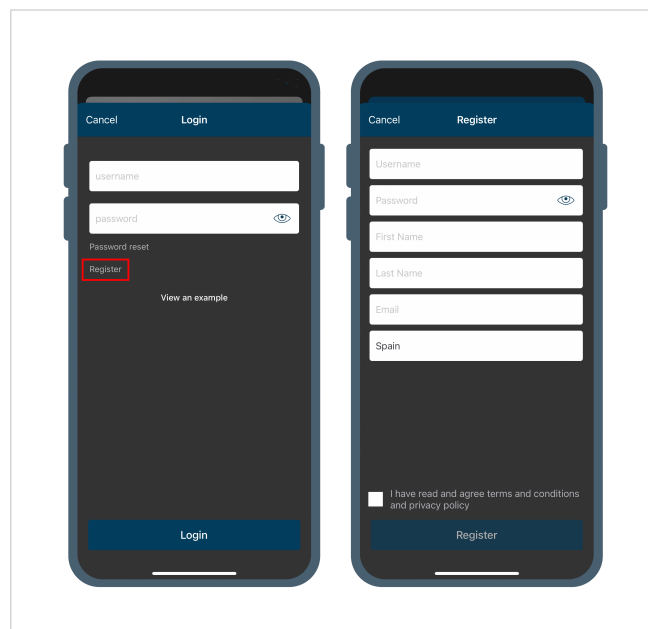 Cancel
Login
username
password
Password reset
Register
View an example
Login
Cancel
Register
Username
Password
First Name
Last Name
Email
Spain
I have read and agree terms and conditions
and privacy policy
Register